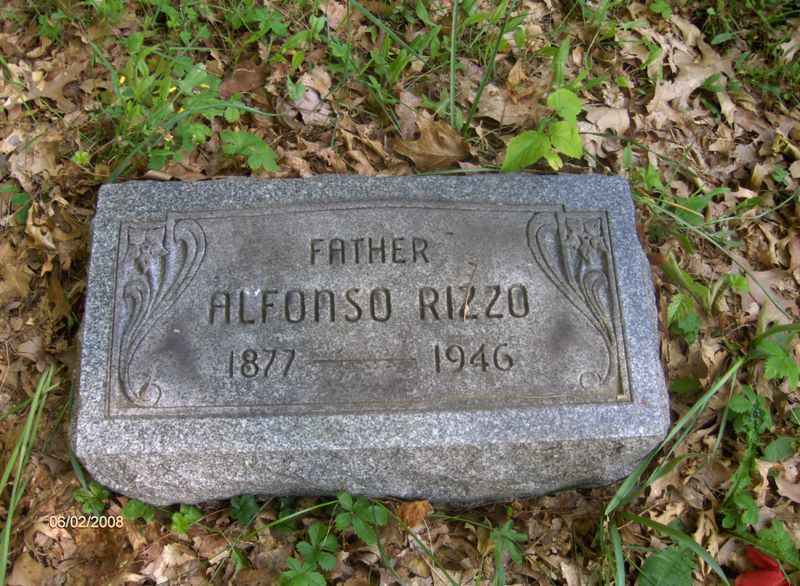 FATHER
ALFONSO RIZZO
1877 — 1946
06/02/2008